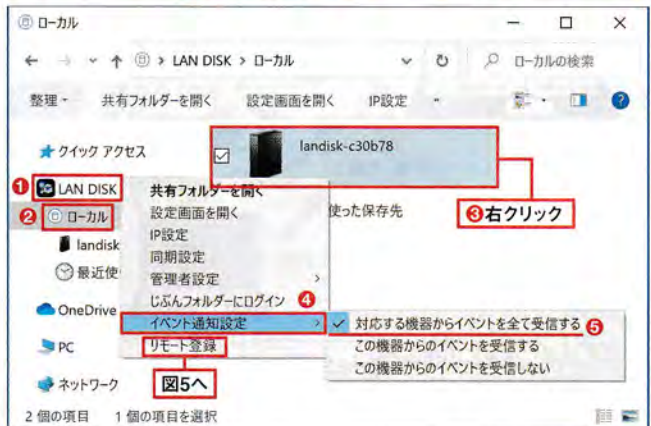 ローカル
LAN DISK > ローカル
ローカルの検索
整理 共有フォルダーを開く 設定画面を開く IP設定
クイック アクセス
landisk-c30b78
❶ LAN DISK
❷ ローカル
landisk
最近使
OneDrive
PC
ネットワーク
共有フォルダーを開く
設定画面を開く
IP設定
同期設定
管理者設定
じぶんフォルダーにログイン ❹
イベント通知設定
リモート登録
図5へ
使った保存先
❸右クリック
対応する機器からイベントを全て受信する ❺
この機器からのイベントを受信する
この機器からのイベントを受信しない
2 個の項目 1 個の項目を選択